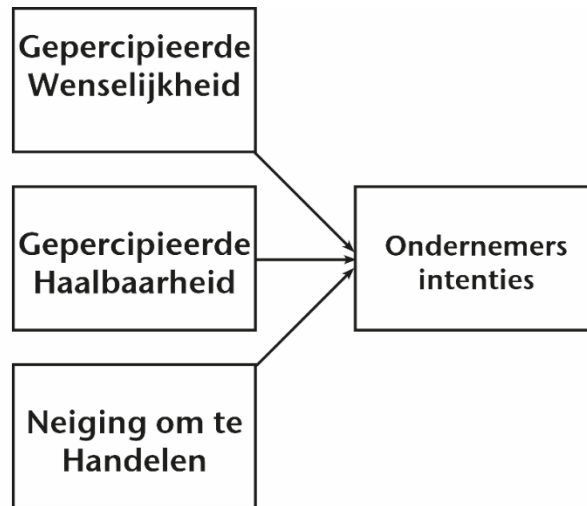 Gepercipieerde
Wenselijkheid
Gepercipieerde
Haalbaarheid
Ondernemers
intenties
Neiging om te
Handelen